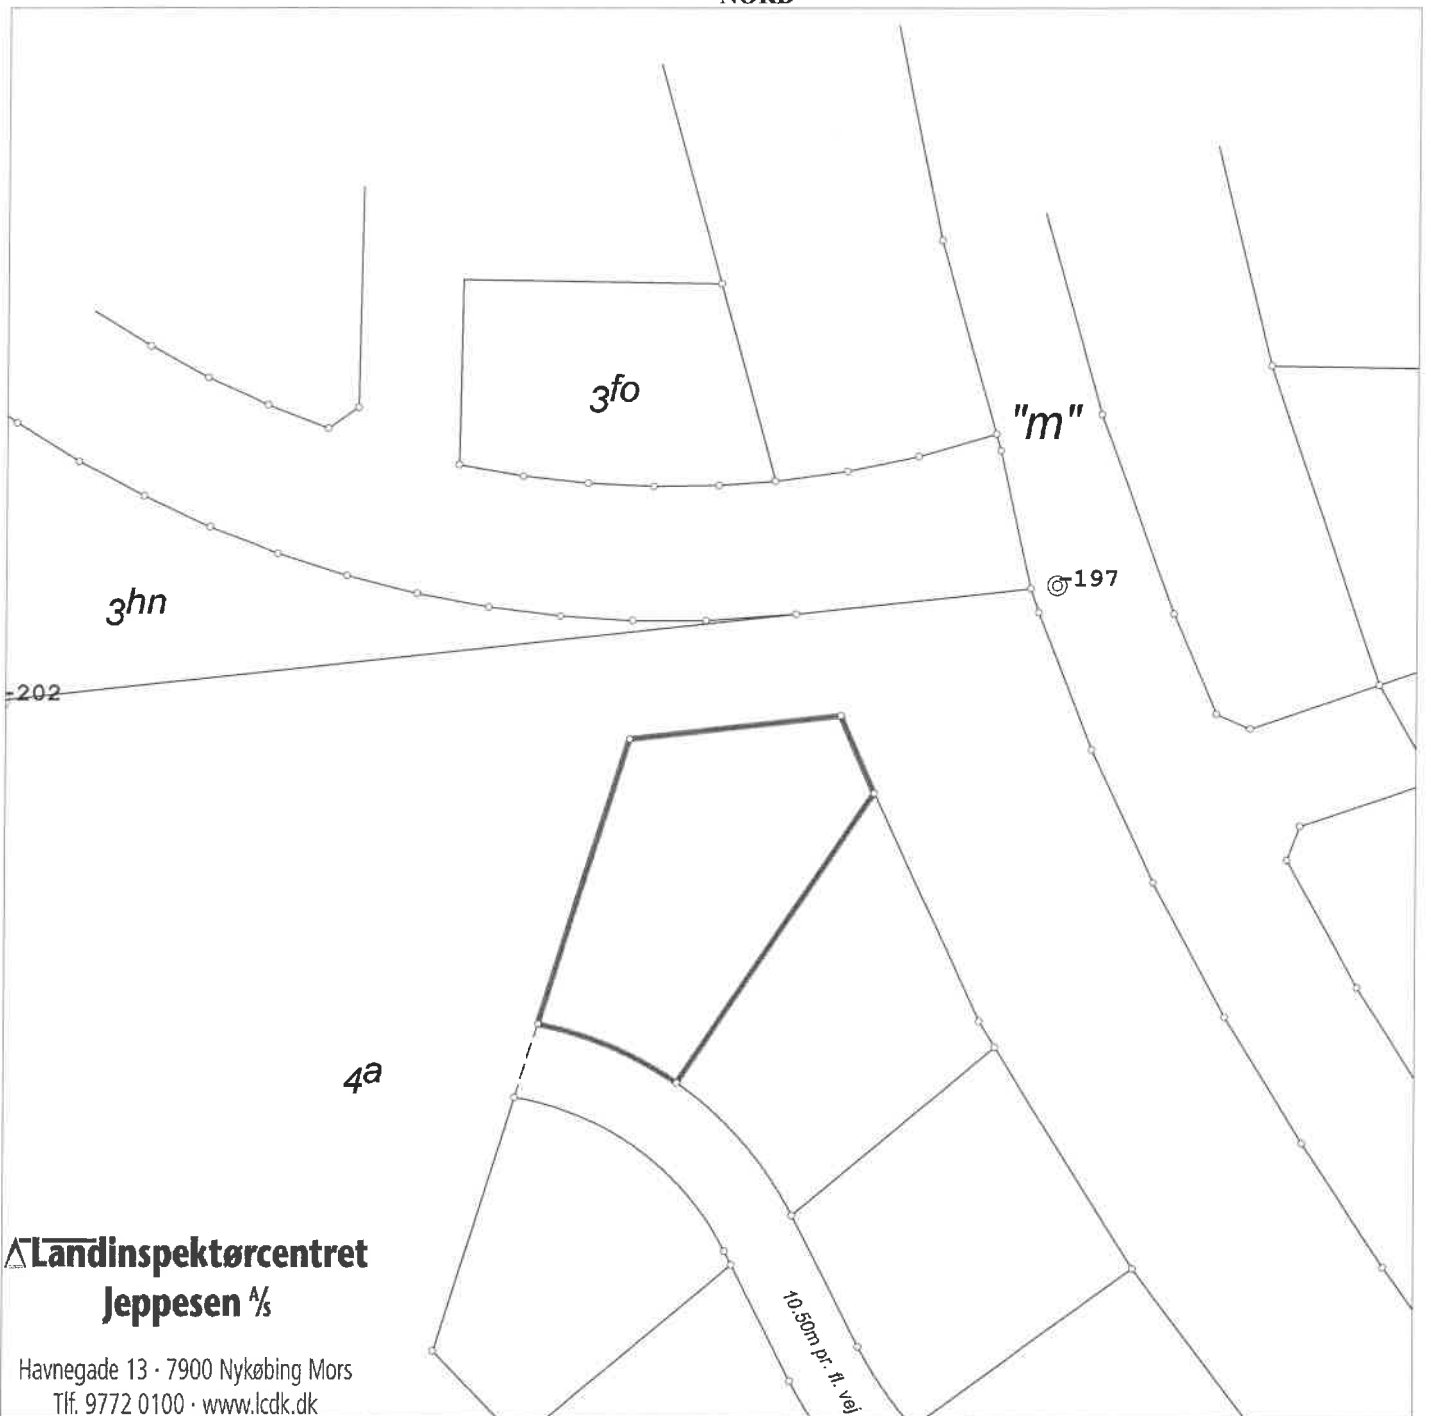 NORD
3fo
"m"
197
3hn
-202
4a
Landinspektørcentret
Jeppesen A/s
10.50m pr. fl. vej
Havnegade 13 · 7900 Nykøbing Mors
Tlf. 9772 0100 · www.lcdk.dk